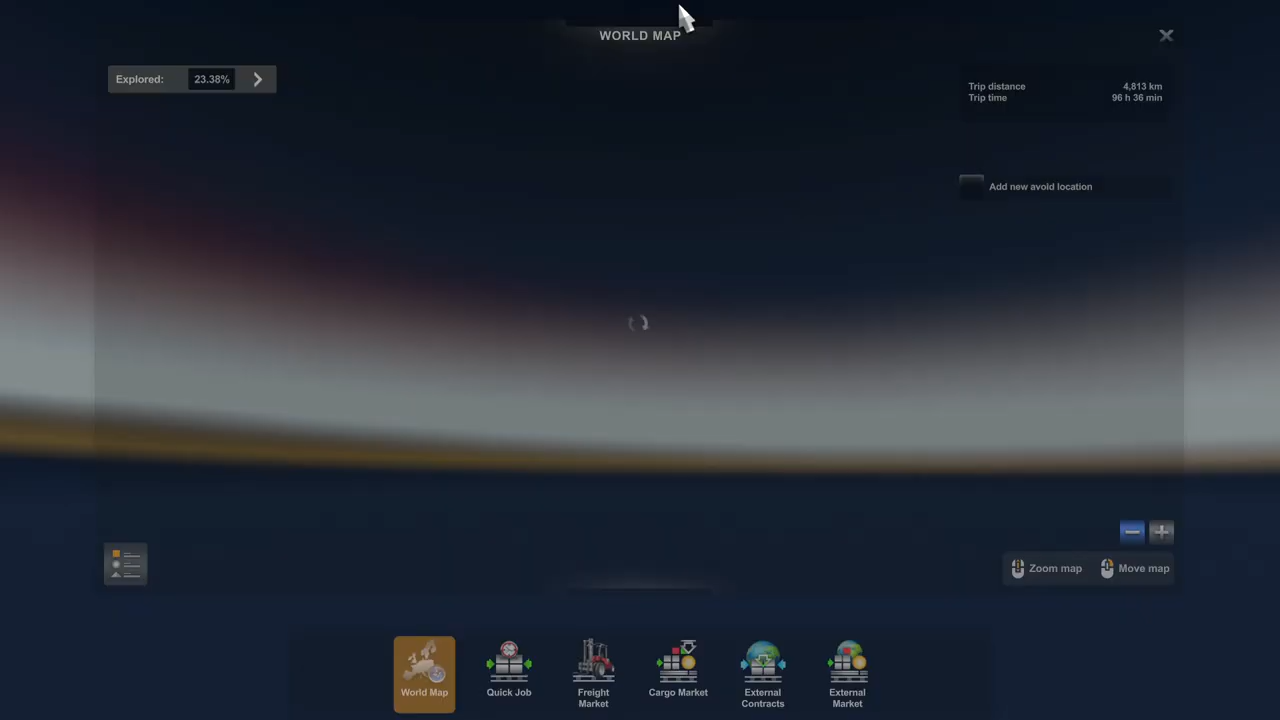 WORLD MAP
Explored: 23.38%
Trip distance 4,813 km
Trip time 96 h 36 min
Add new avoid location
Zoom map Move map
World Map
Quick Job
Freight Market
Cargo Market
External Contracts
External Market